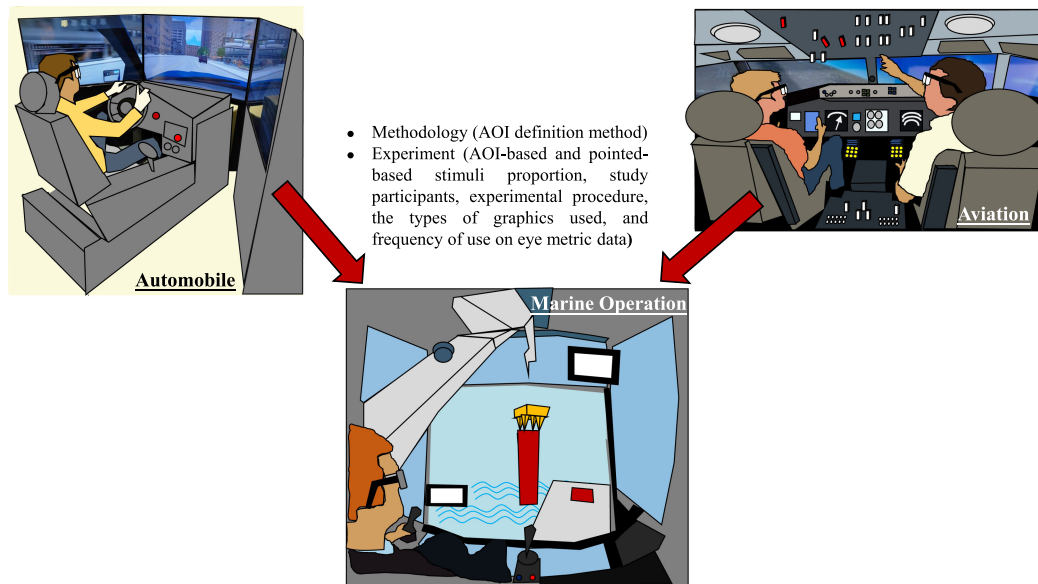 • Methodology (AOI definition method)
• Experiment (AOI-based and pointed-
based stimuli proportion, study
participants, experimental procedure,
the types of graphics used, and
frequency of use on eye metric data)
Automobile
Aviation
Marine Operation